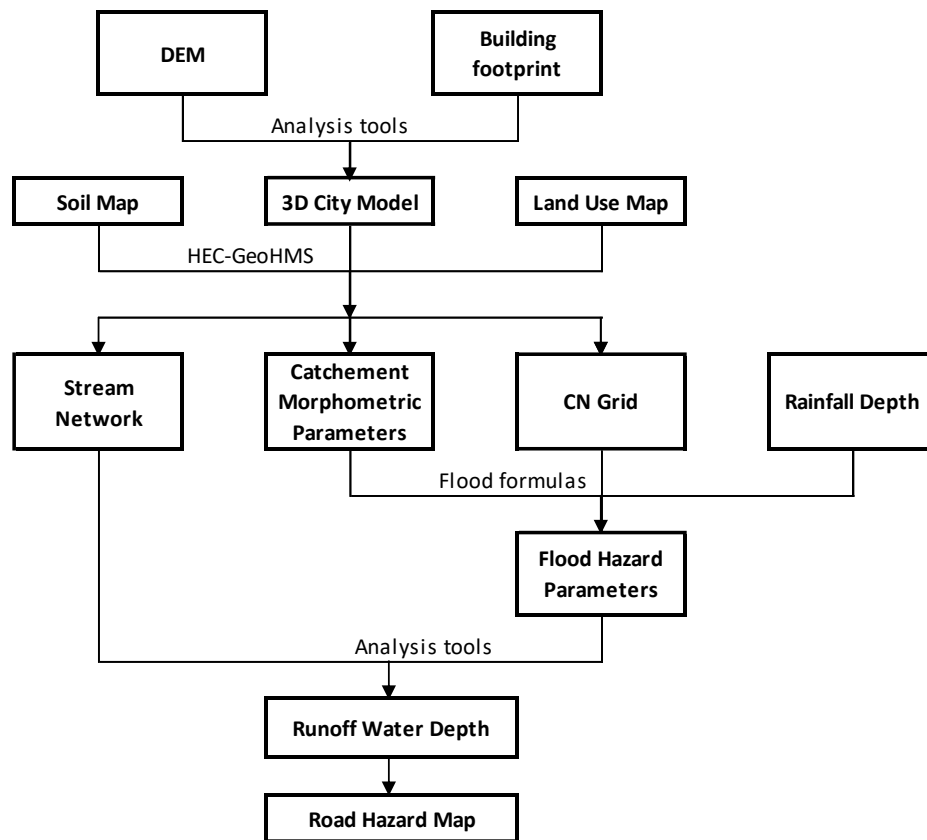 DEM
Building
footprint
Analysis tools
Soil Map
3D City Model
Land Use Map
HEC-GeoHMS
Stream
Network
Catchement
Morphometric
Parameters
CN Grid
Rainfall Depth
Flood formulas
Flood Hazard
Parameters
Analysis tools
Runoff Water Depth
Road Hazard Map